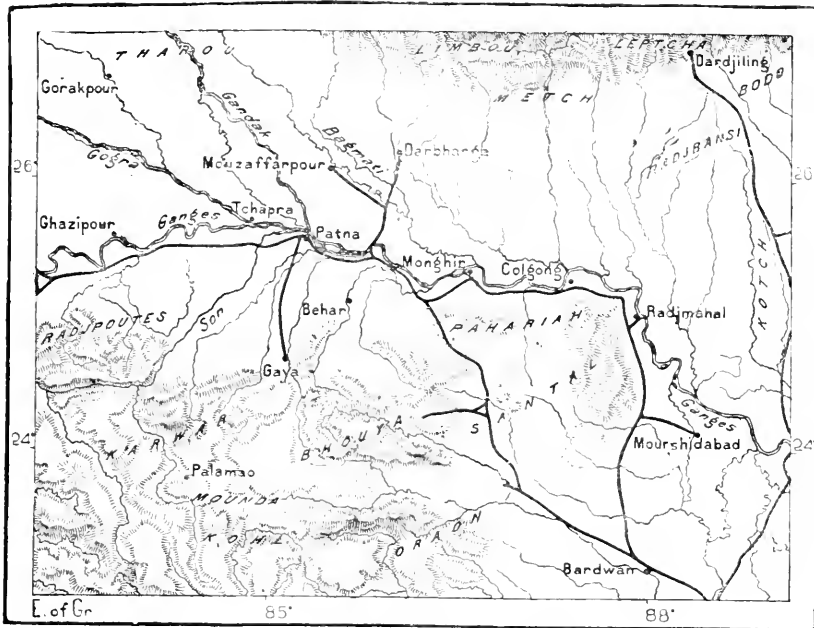 THAROU
LIMBOU
LEPTCHA
Dardjiling
BODO
Gorakpour
METCH
Gandak
Bagmati
Darbhanga
RADJBANSI
26°
Gogra
Mouzaffarpour
26°
Tchapra
Ghazipour
Ganges
Patna
Monghir
Colgong
KOTCH
Behar
Radjmahal
RADJPOUTES
Son
PAHARIAH
Gaya
SANTAL
Ganges
24°
KARWAR
BHOUYA
Mourshidabad
24°
Palamao
MOUNDA
KOHL
ORAON
Bardwan
E. of Gr
85°
88°